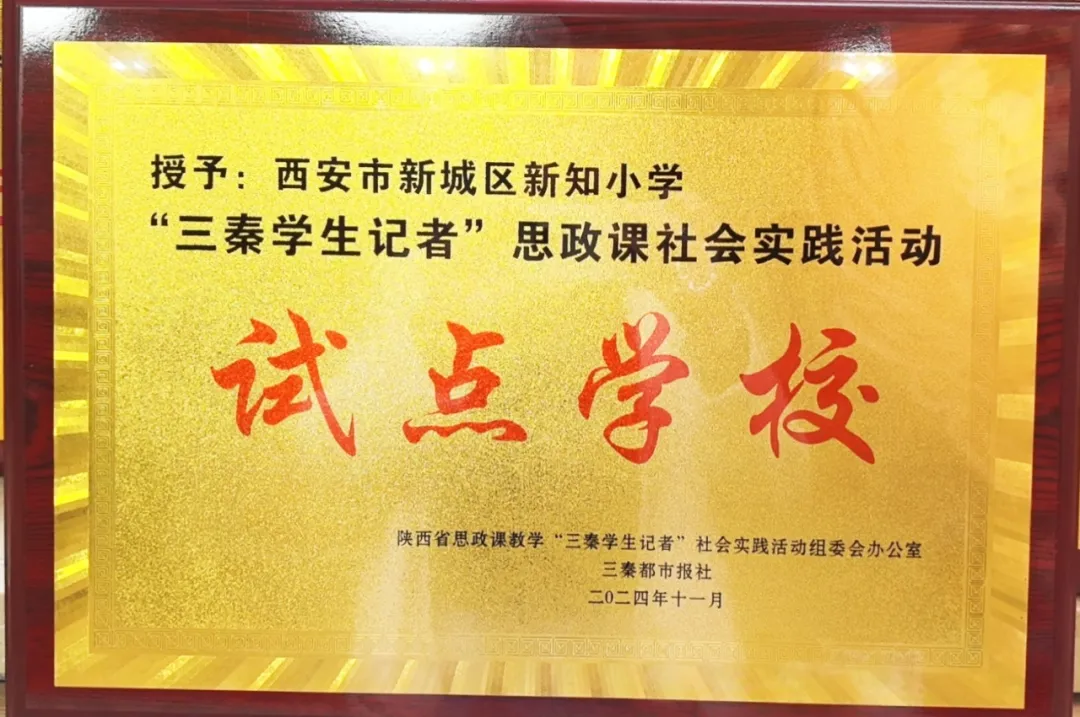 授予：西安市新城区新知小学
“三秦学生记者”思政课社会实践活动
试点学校
陕西省思政课教学“三秦学生记者”社会实践活动组委会办公室
三秦都市报社
二〇二四年十一月